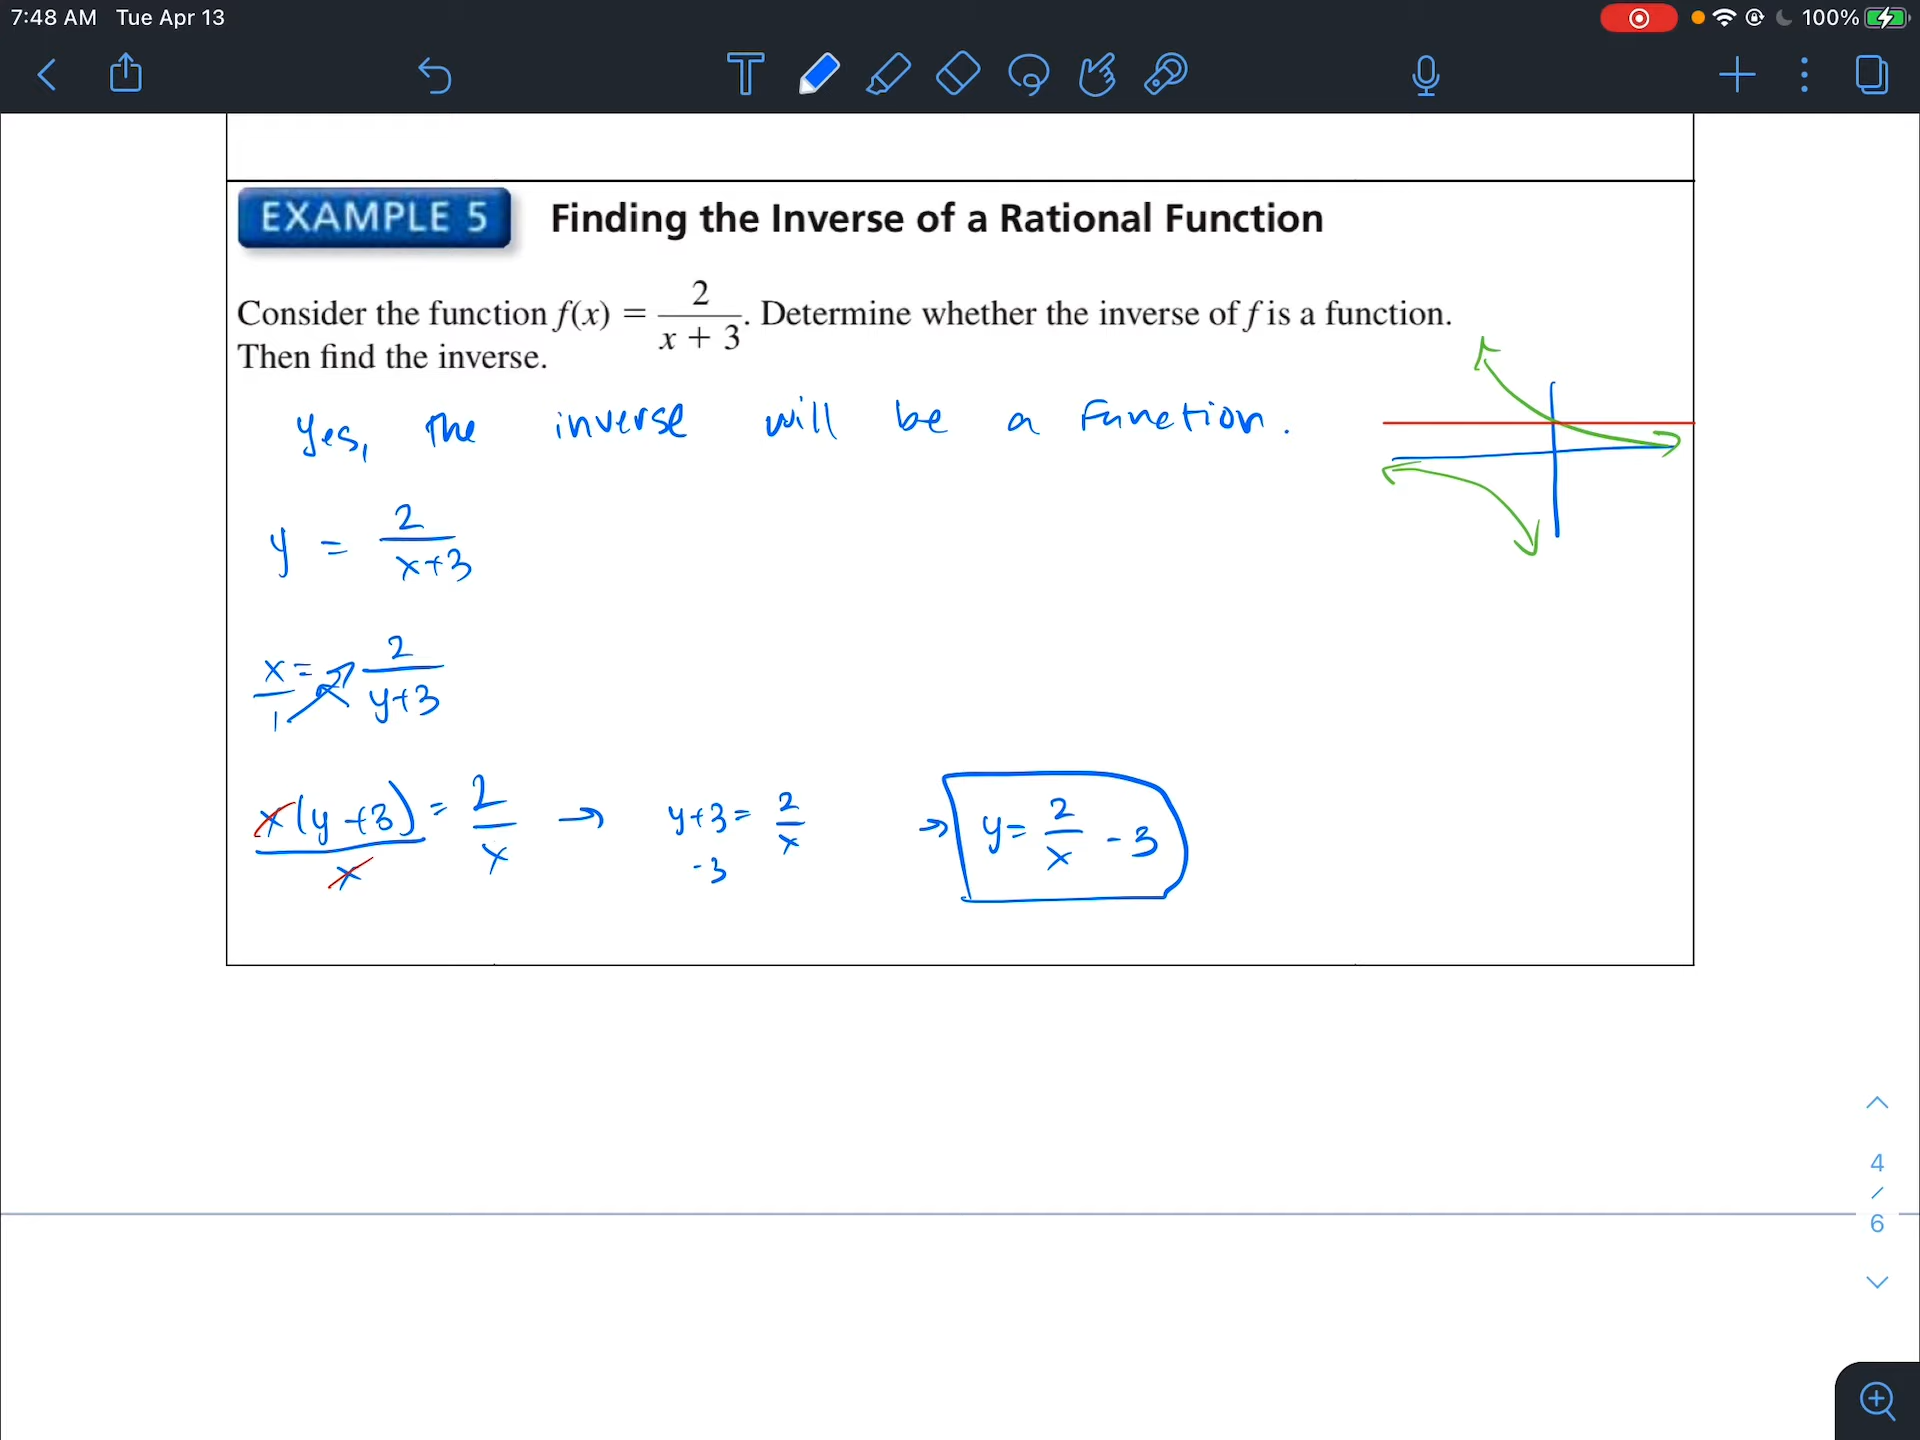 7:48 AM Tue Apr 13
100%
EXAMPLE 5 Finding the Inverse of a Rational Function
Consider the function f(x) = 2/(x + 3). Determine whether the inverse of f is a function.
Then find the inverse.
Yes, the inverse will be a function.
y = 2/(x+3)
x/1 = 2/(y+3)
x(y+3)/x = 2/x → y+3 = 2/x → y = 2/x - 3
-3
4
/
6